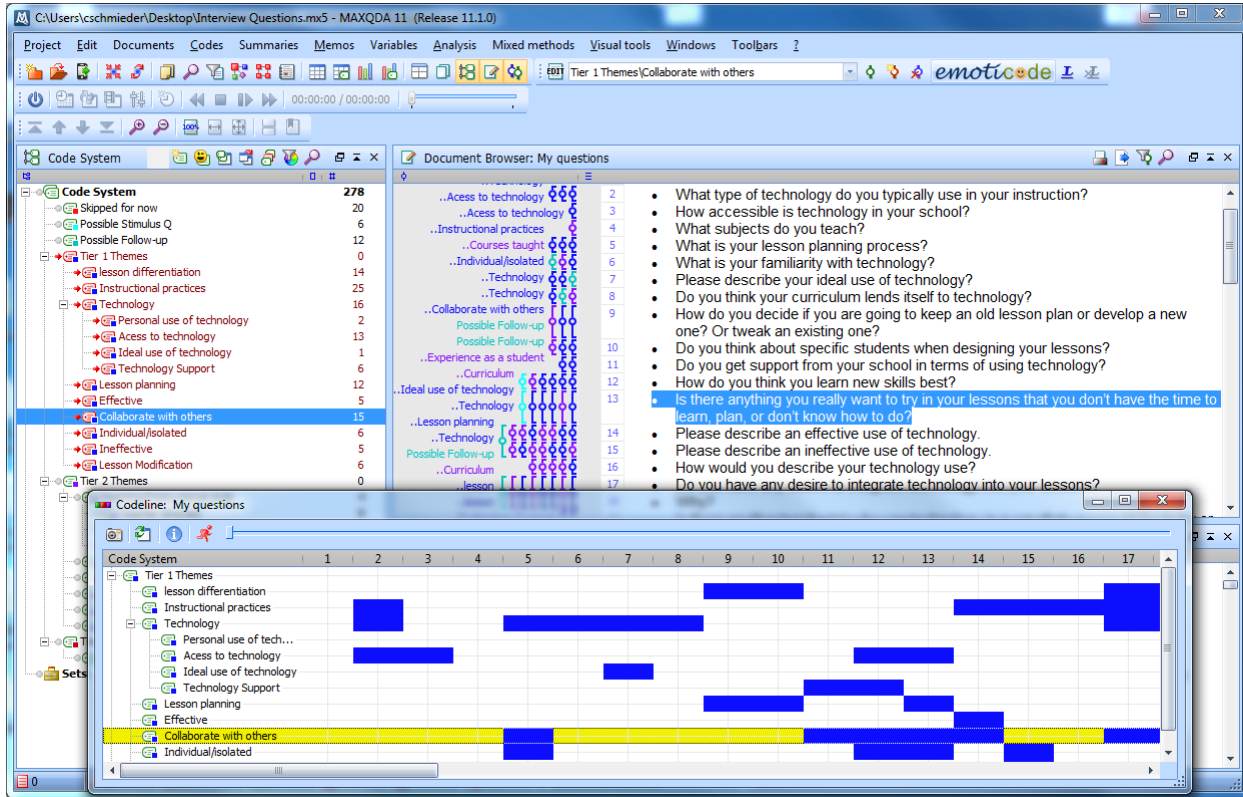 C:\Users\cschmieder\Desktop\Interview Questions.mx5 - MAXQDA 11 (Release 11.1.0)
Project Edit Documents Codes Summaries Memos Variables Analysis Mixed methods Visual tools Windows Toolbars ?
EDIT Tier 1 Themes\Collaborate with others emoticode
00:00:00 / 00:00:00
100%
Code System
Code System 278
Skipped for now 20
Possible Stimulus Q 6
Possible Follow-up 12
Tier 1 Themes 0
lesson differentiation 14
Instructional practices 25
Technology 16
Personal use of technology 2
Acess to technology 13
Ideal use of technology 1
Technology Support 6
Lesson planning 12
Effective 5
Collaborate with others 15
Individual/isolated 6
Ineffective 5
Lesson Modification 6
Tier 2 Themes 0
Sets
0
Document Browser: My questions
..Acess to technology
..Acess to technology
..Instructional practices
..Courses taught
..Individual/isolated
..Technology
..Technology
..Collaborate with others
Possible Follow-up
Possible Follow-up
..Experience as a student
..Curriculum
..Ideal use of technology
..Technology
..Lesson planning
..Technology
Possible Follow-up
..Curriculum
..lesson
2 • What type of technology do you typically use in your instruction?
3 • How accessible is technology in your school?
4 • What subjects do you teach?
5 • What is your lesson planning process?
6 • What is your familiarity with technology?
7 • Please describe your ideal use of technology?
8 • Do you think your curriculum lends itself to technology?
9 • How do you decide if you are going to keep an old lesson plan or develop a new
one? Or tweak an existing one?
10 • Do you think about specific students when designing your lessons?
11 • Do you get support from your school in terms of using technology?
12 • How do you think you learn new skills best?
13 • Is there anything you really want to try in your lessons that you don't have the time to
learn, plan, or don't know how to do?
14 • Please describe an effective use of technology.
15 • Please describe an ineffective use of technology.
16 • How would you describe your technology use?
17 • Do you have any desire to integrate technology into your lessons?
Codeline: My questions
Code System 1 2 3 4 5 6 7 8 9 10 11 12 13 14 15 16 17
Tier 1 Themes
lesson differentiation
Instructional practices
Technology
Personal use of tech...
Acess to technology
Ideal use of technology
Technology Support
Lesson planning
Effective
Collaborate with others
Individual/isolated